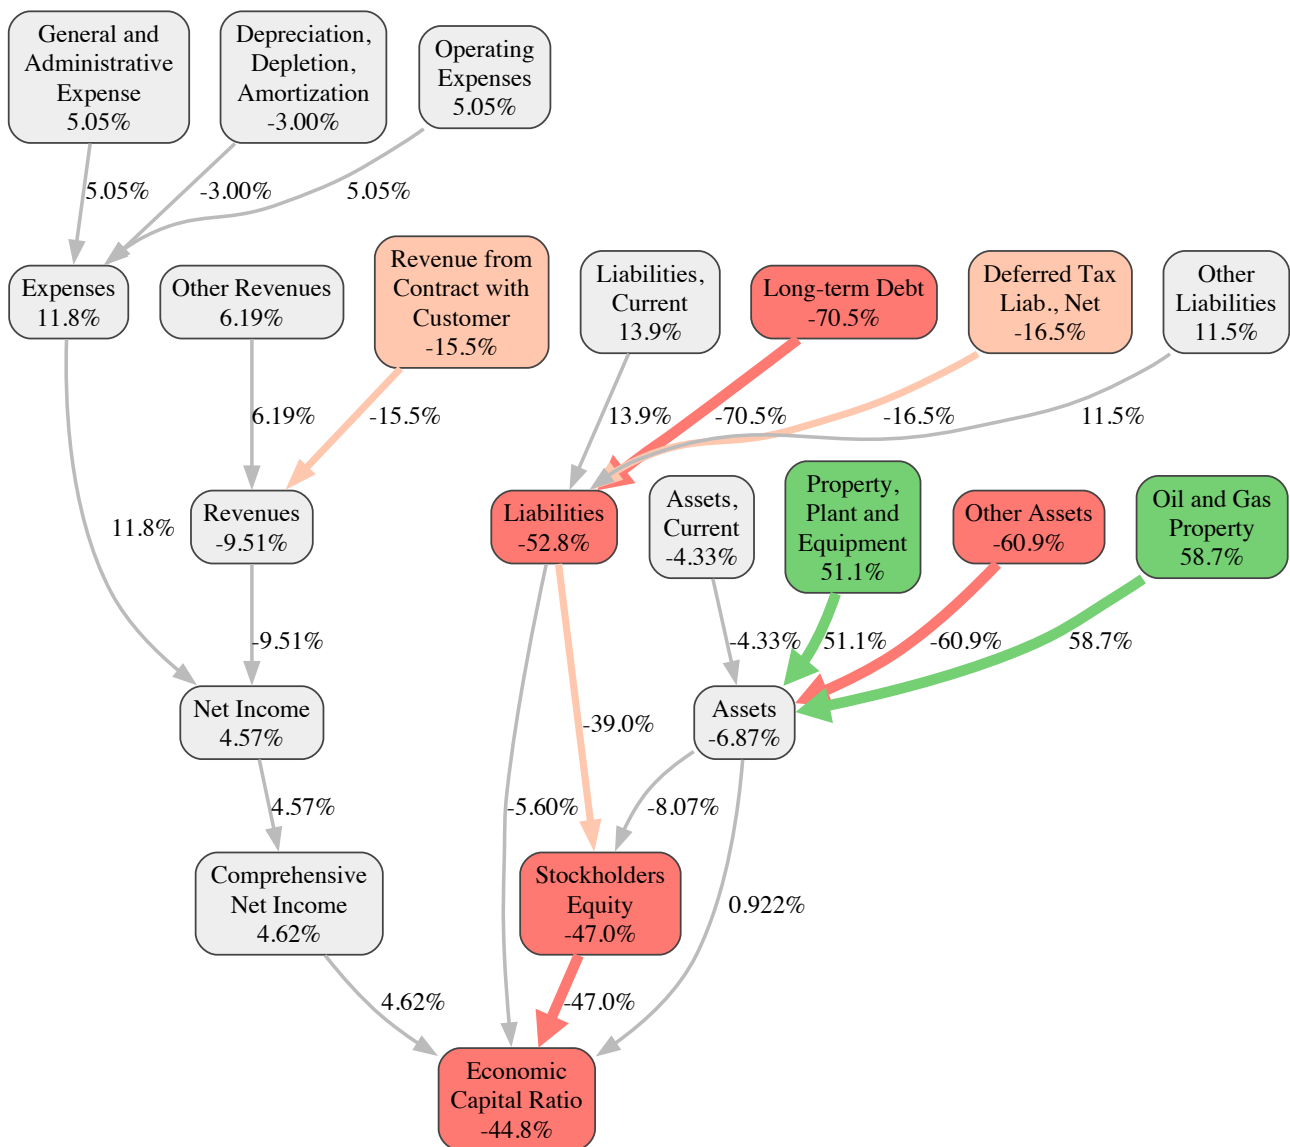 General and
Administrative
Expense
5.05%
Depreciation,
Depletion,
Amortization
-3.00%
Operating
Expenses
5.05%
5.05%
-3.00%
5.05%
Expenses
11.8%
Other Revenues
6.19%
Revenue from
Contract with
Customer
-15.5%
Liabilities,
Current
13.9%
Long-term Debt
-70.5%
Deferred Tax
Liab., Net
-16.5%
Other
Liabilities
11.5%
6.19%
-15.5%
13.9%
-70.5%
-16.5%
11.5%
11.8%
Revenues
-9.51%
Liabilities
-52.8%
Assets,
Current
-4.33%
Property,
Plant and
Equipment
51.1%
Other Assets
-60.9%
Oil and Gas
Property
58.7%
-9.51%
-4.33%
51.1%
-60.9%
58.7%
Net Income
4.57%
-39.0%
Assets
-6.87%
4.57%
-5.60%
-8.07%
Comprehensive
Net Income
4.62%
Stockholders
Equity
-47.0%
0.922%
4.62%
-47.0%
Economic
Capital Ratio
-44.8%